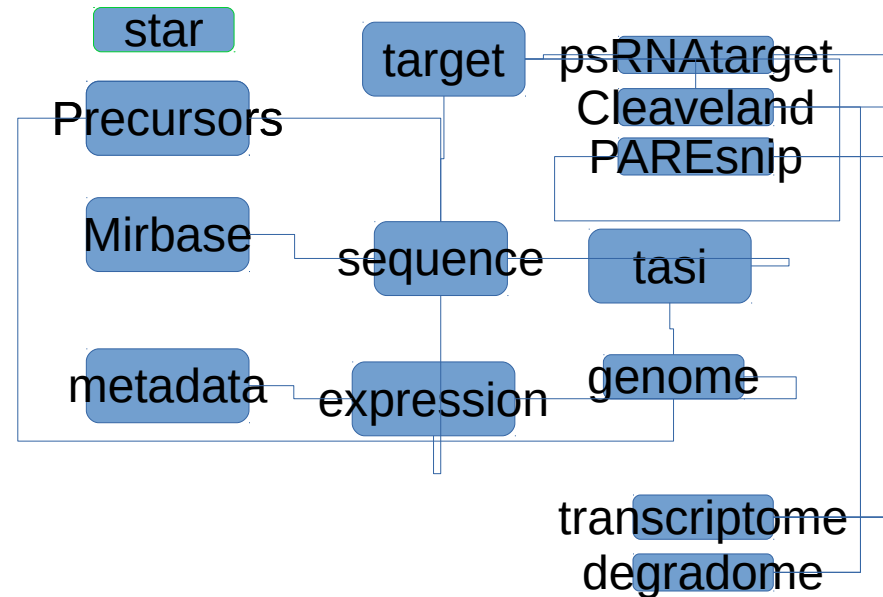 star
target
psRNAtarget
Cleaveland
PAREsnip
Precursors
Mirbase
sequence
tasi
metadata
expression
genome
transcriptome
degradome